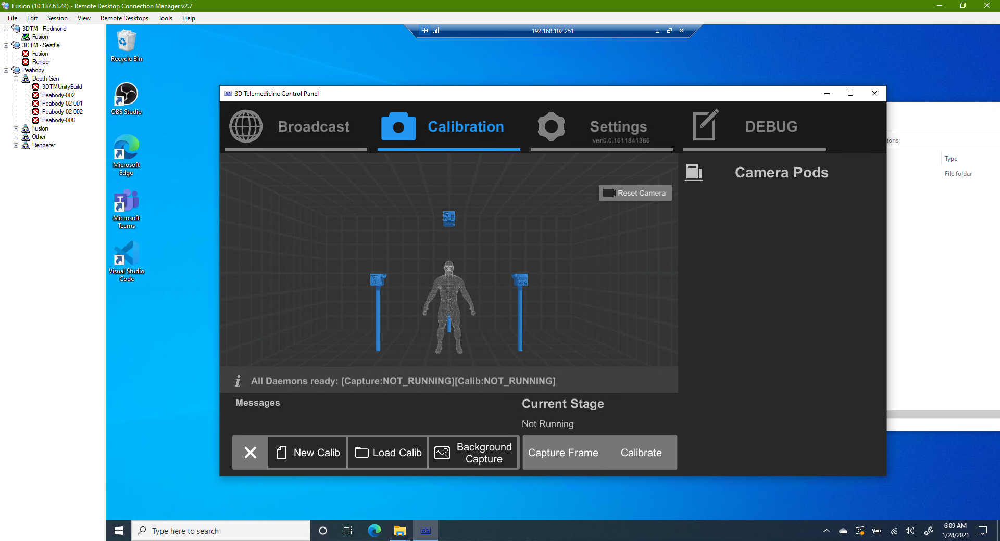 Fusion (10.137.63.44) - Remote Desktop Connection Manager v2.7
File Edit Session View Remote Desktops Tools Help
3DTM - Redmond
Fusion
3DTM - Seattle
Fusion
Render
Peabody
Depth Gen
3DTMUnityBuild
Peabody-002
Peabody-02-001
Peabody-02-002
Peabody-006
Fusion
Other
Renderer
192.168.102.251
Recycle Bin
OBS Studio
Microsoft
Edge
Microsoft
Teams
Visual Studio
Code
3D Telemedicine Control Panel
Broadcast
Calibration
Settings
ver:0.0.1611841366
DEBUG
Camera Pods
Reset Camera
All Daemons ready: [Capture:NOT_RUNNING][Calib:NOT_RUNNING]
Messages
Current Stage
Not Running
New Calib
Load Calib
Background
Capture
Capture Frame
Calibrate
ions
Type
File folder
Type here to search
6:09 AM
1/28/2021